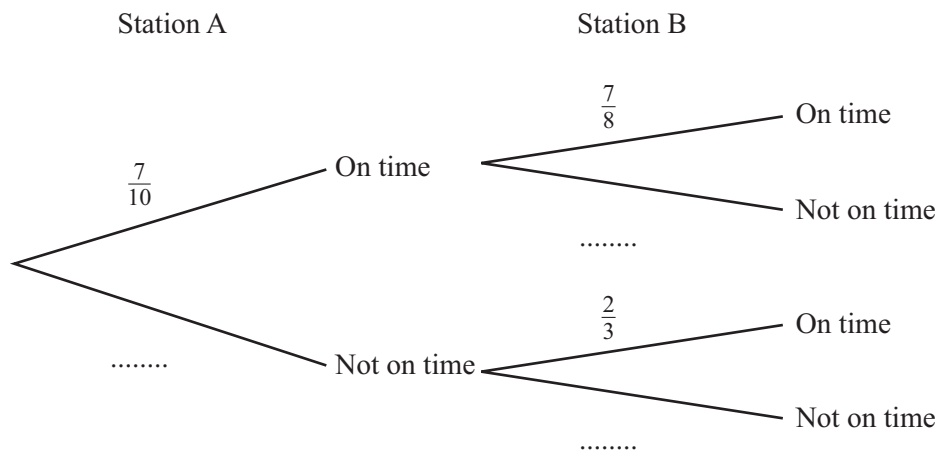 Station A Station B
7/8
On time
7/10
On time
Not on time
........
2/3
On time
........
Not on time
Not on time
........